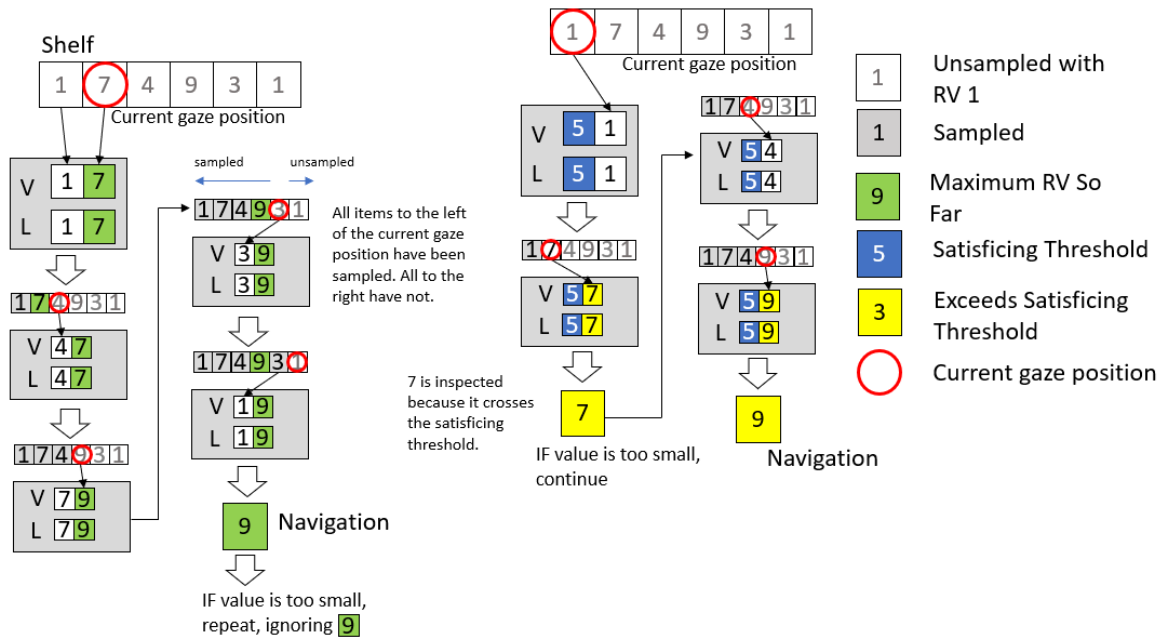 Shelf
1 7 4 9 3 1
Current gaze position
V 1 7
L 1 7
1 7 4 9 3 1
V 4 7
L 4 7
1 7 4 9 3 1
V 7 9
L 7 9
sampled unsampled
1 7 4 9 3 1
V 3 9
L 3 9
All items to the left
of the current gaze
position have been
sampled. All to the
right have not.
1 7 4 9 3 1
V 1 9
L 1 9
9 Navigation
IF value is too small,
repeat, ignoring 9
1 7 4 9 3 1
Current gaze position
V 5 1
L 5 1
1 7 4 9 3 1
V 5 7
L 5 7
7 is inspected
because it crosses
the satisficing
threshold.
7
IF value is too small,
continue
1 7 4 9 3 1
V 5 4
L 5 4
1 7 4 9 3 1
V 5 9
L 5 9
9
Navigation
1 Unsampled with
RV 1
1 Sampled
9 Maximum RV So
Far
5 Satisficing Threshold
3 Exceeds Satisficing
Threshold
Current gaze position